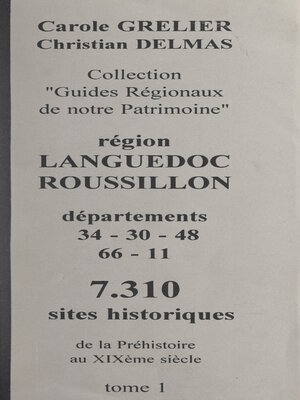 Carole GRELIER
Christian DELMAS
Collection
"Guides Régionaux
de notre Patrimoine"
région
LANGUEDOC
ROUSSILLON
départements
34 - 30 - 48
66 - 11
7.310
sites historiques
de la Préhistoire
au XIXème siècle
tome 1